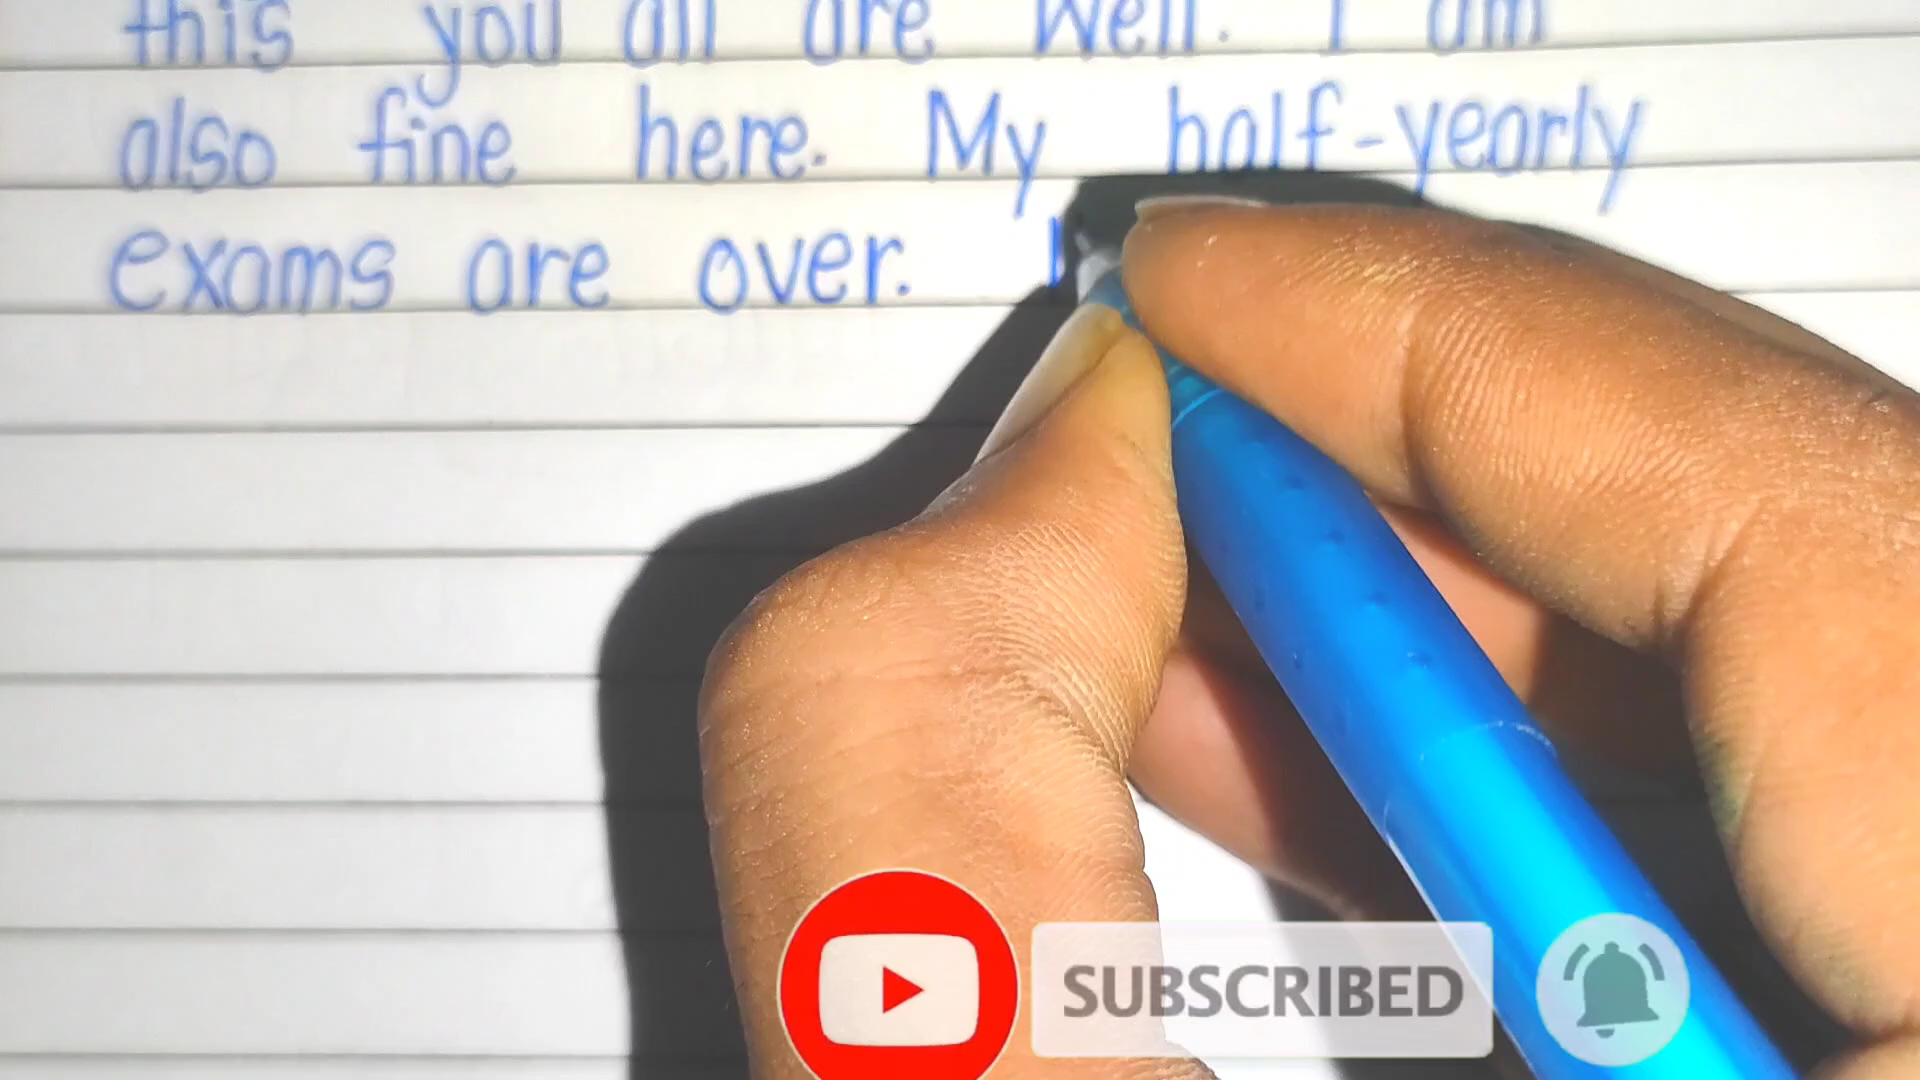 this you all are well. I am
also fine here. My half-yearly
exams are over. I
SUBSCRIBED